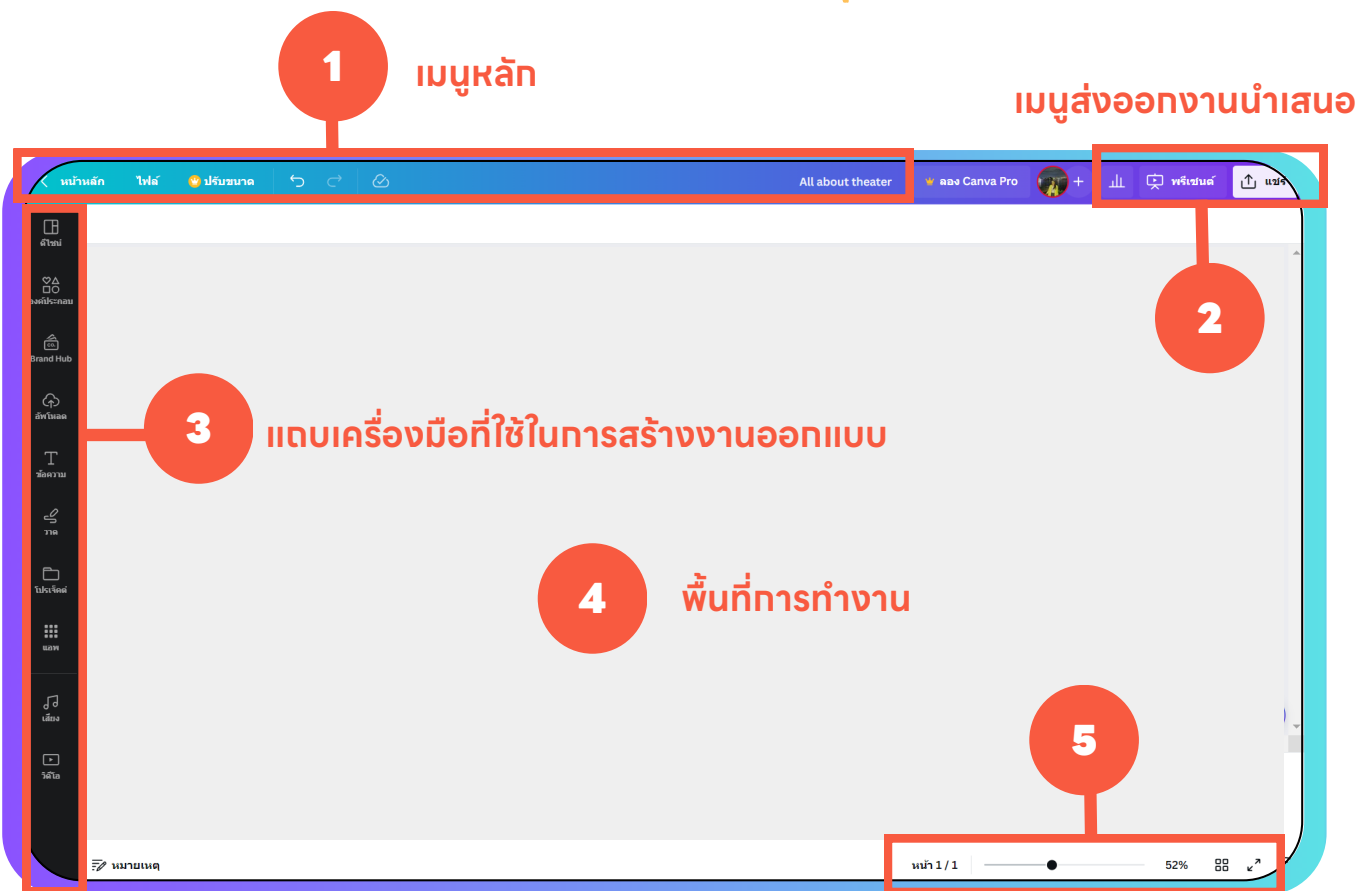 1
เมนูหลัก
เมนูส่งออกงานนำเสนอ
หน้าหลัก ไฟล์ ปรับขนาด All about theater ลอง Canva Pro + พรีเซนต์ แชร์
ดีไซน์
องค์ประกอบ
2
CO.
Brand Hub
อัพโหลด
3 แถบเครื่องมือที่ใช้ในการสร้างงานออกแบบ
T
ข้อความ
วาด
โปรเจ็คต์
4 พื้นที่การทำงาน
แอพ
เสียง
5
วิดีโอ
หมายเหตุ หน้า 1 / 1 52%